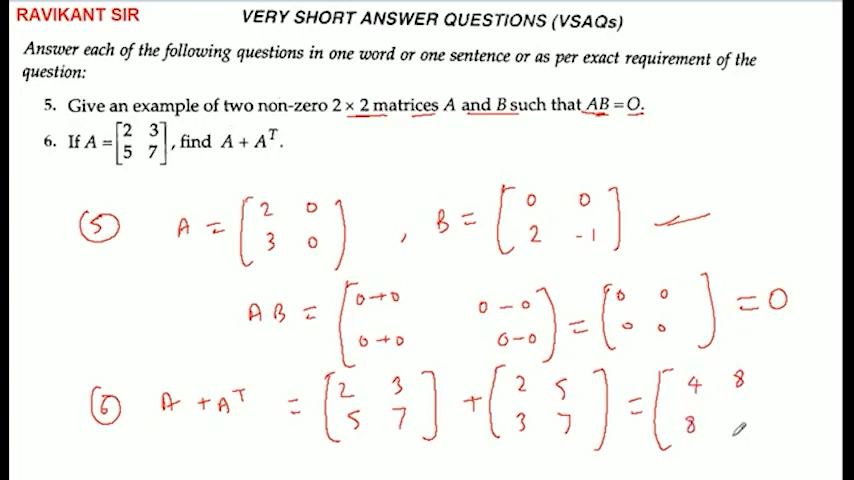 RAVIKANT SIR
VERY SHORT ANSWER QUESTIONS (VSAQs)
Answer each of the following questions in one word or one sentence or as per exact requirement of the
question:
5. Give an example of two non-zero 2 × 2 matrices A and B such that AB = O.
6. If A = [2 3
5 7], find A + Aᵀ.
(5) A = [2 0
3 0], B = [0 0
2 -1]
AB = [0+0 0-0
0+0 0-0] = [0 0
0 0] = 0
(6) A + Aᵀ = [2 3
5 7] + [2 5
3 7] = [4 8
8